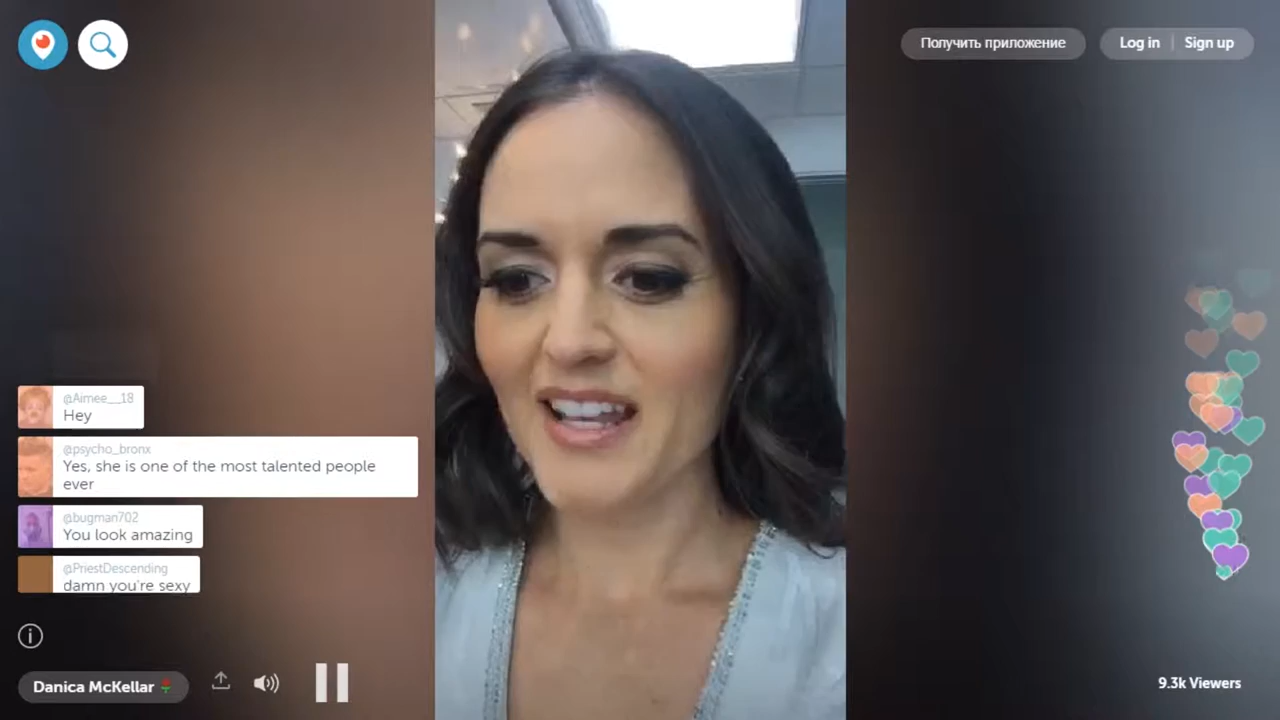 Получить приложение
Log in
Sign up
@Aimee__18
Hey
@psycho_bronx
Yes, she is one of the most talented people
ever
@bugman702
You look amazing
@PriestDescending
damn you're sexy
Danica McKellar
9.3k Viewers